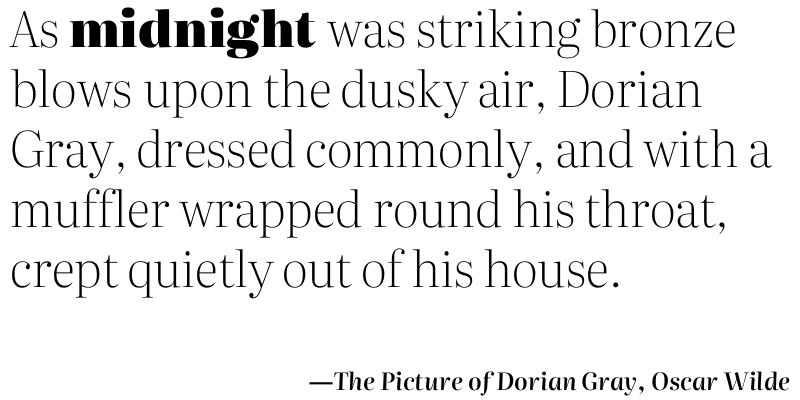 As midnight was striking bronze
blows upon the dusky air, Dorian
Gray, dressed commonly, and with a
muffler wrapped round his throat,
crept quietly out of his house.
—The Picture of Dorian Gray, Oscar Wilde